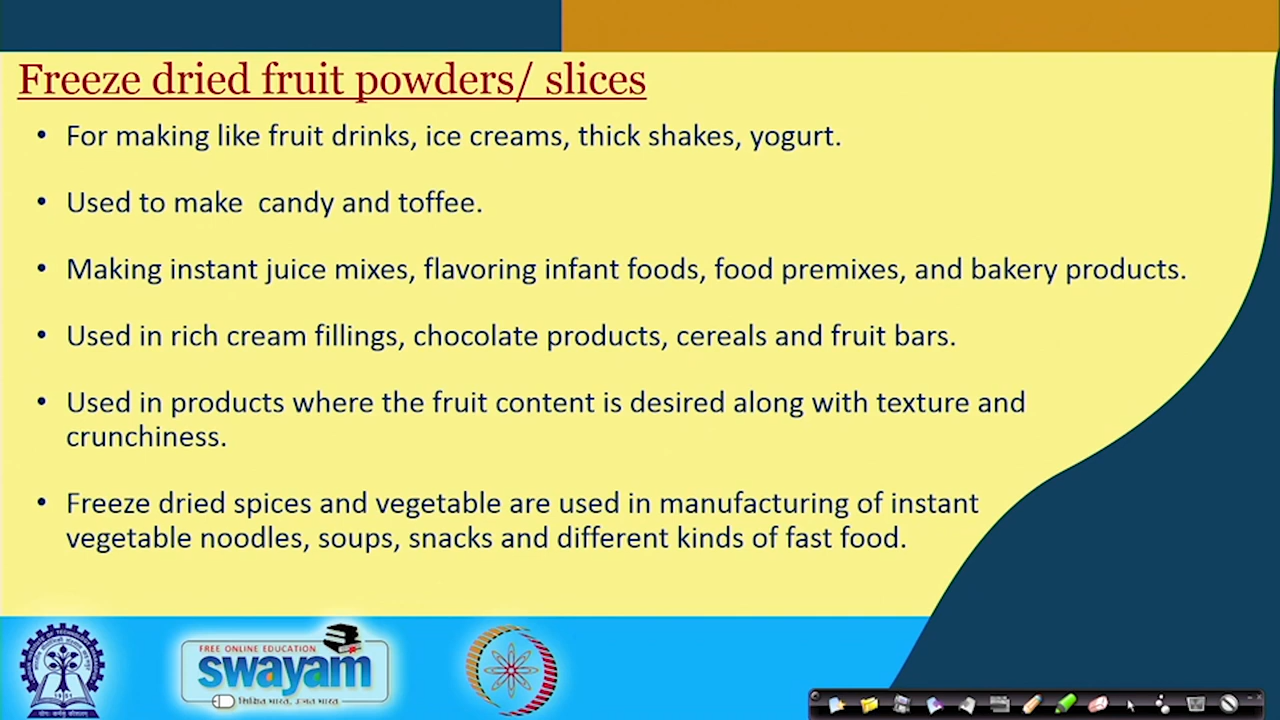 Freeze dried fruit powders/ slices
• For making like fruit drinks, ice creams, thick shakes, yogurt.
• Used to make  candy and toffee.
• Making instant juice mixes, flavoring infant foods, food premixes, and bakery products.
• Used in rich cream fillings, chocolate products, cereals and fruit bars.
• Used in products where the fruit content is desired along with texture and
crunchiness.
• Freeze dried spices and vegetable are used in manufacturing of instant
vegetable noodles, soups, snacks and different kinds of fast food.
FREE ONLINE EDUCATION
swayam
शिक्षित भारत, उन्नत भारत